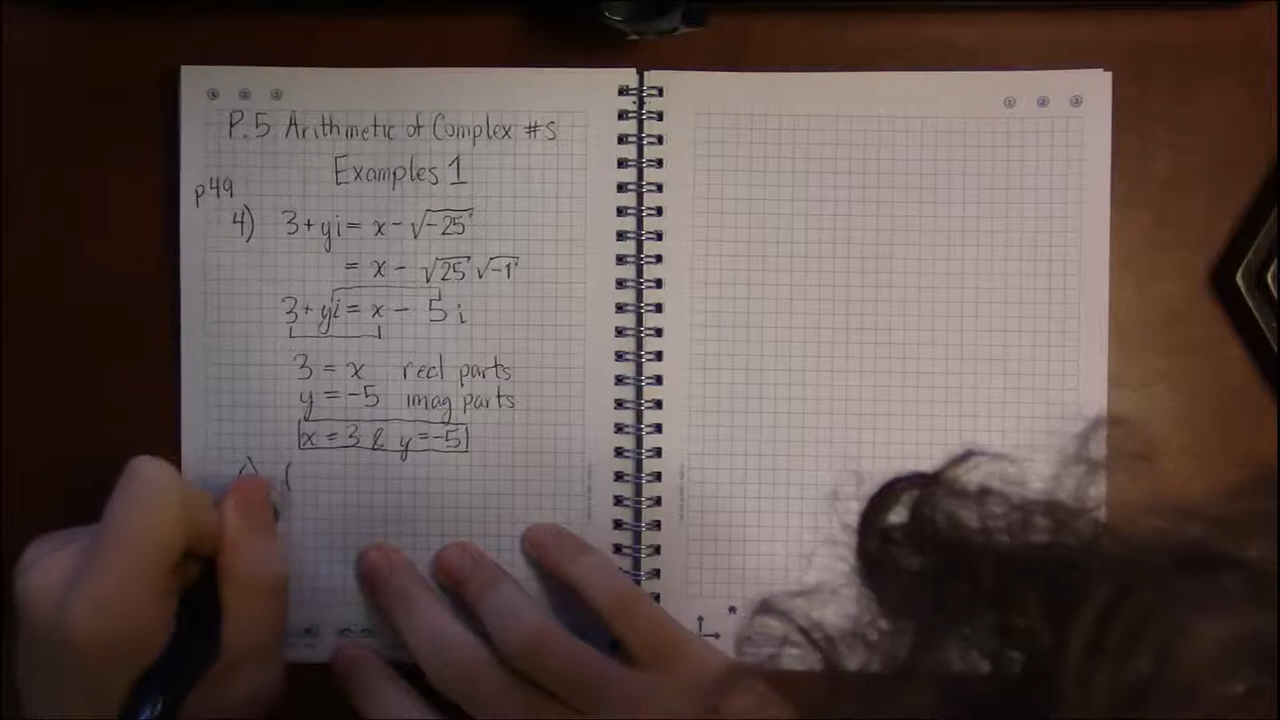 P.5 Arithmetic of Complex #s
Examples 1
p49
4) 3+yi = x - √-25
= x - √25 √-1
3+yi = x - 5i
3 = x real parts
y = -5 imag parts
x = 3 & y = -5
(